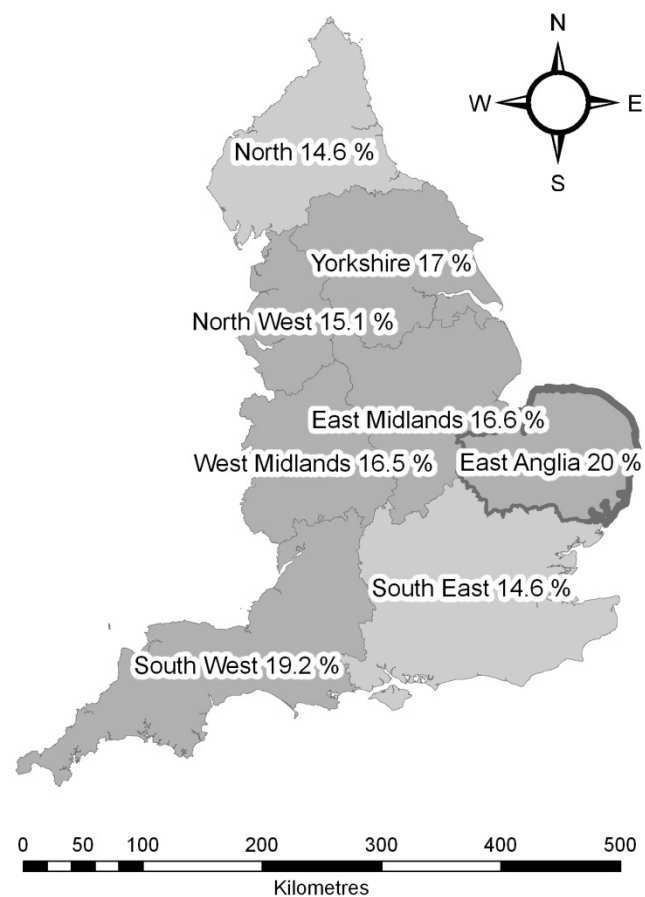 N
W E
S
North 14.6 %
Yorkshire 17 %
North West 15.1 %
East Midlands 16.6 %
West Midlands 16.5 %
East Anglia 20 %
South East 14.6 %
South West 19.2 %
0 50 100 200 300 400 500
Kilometres